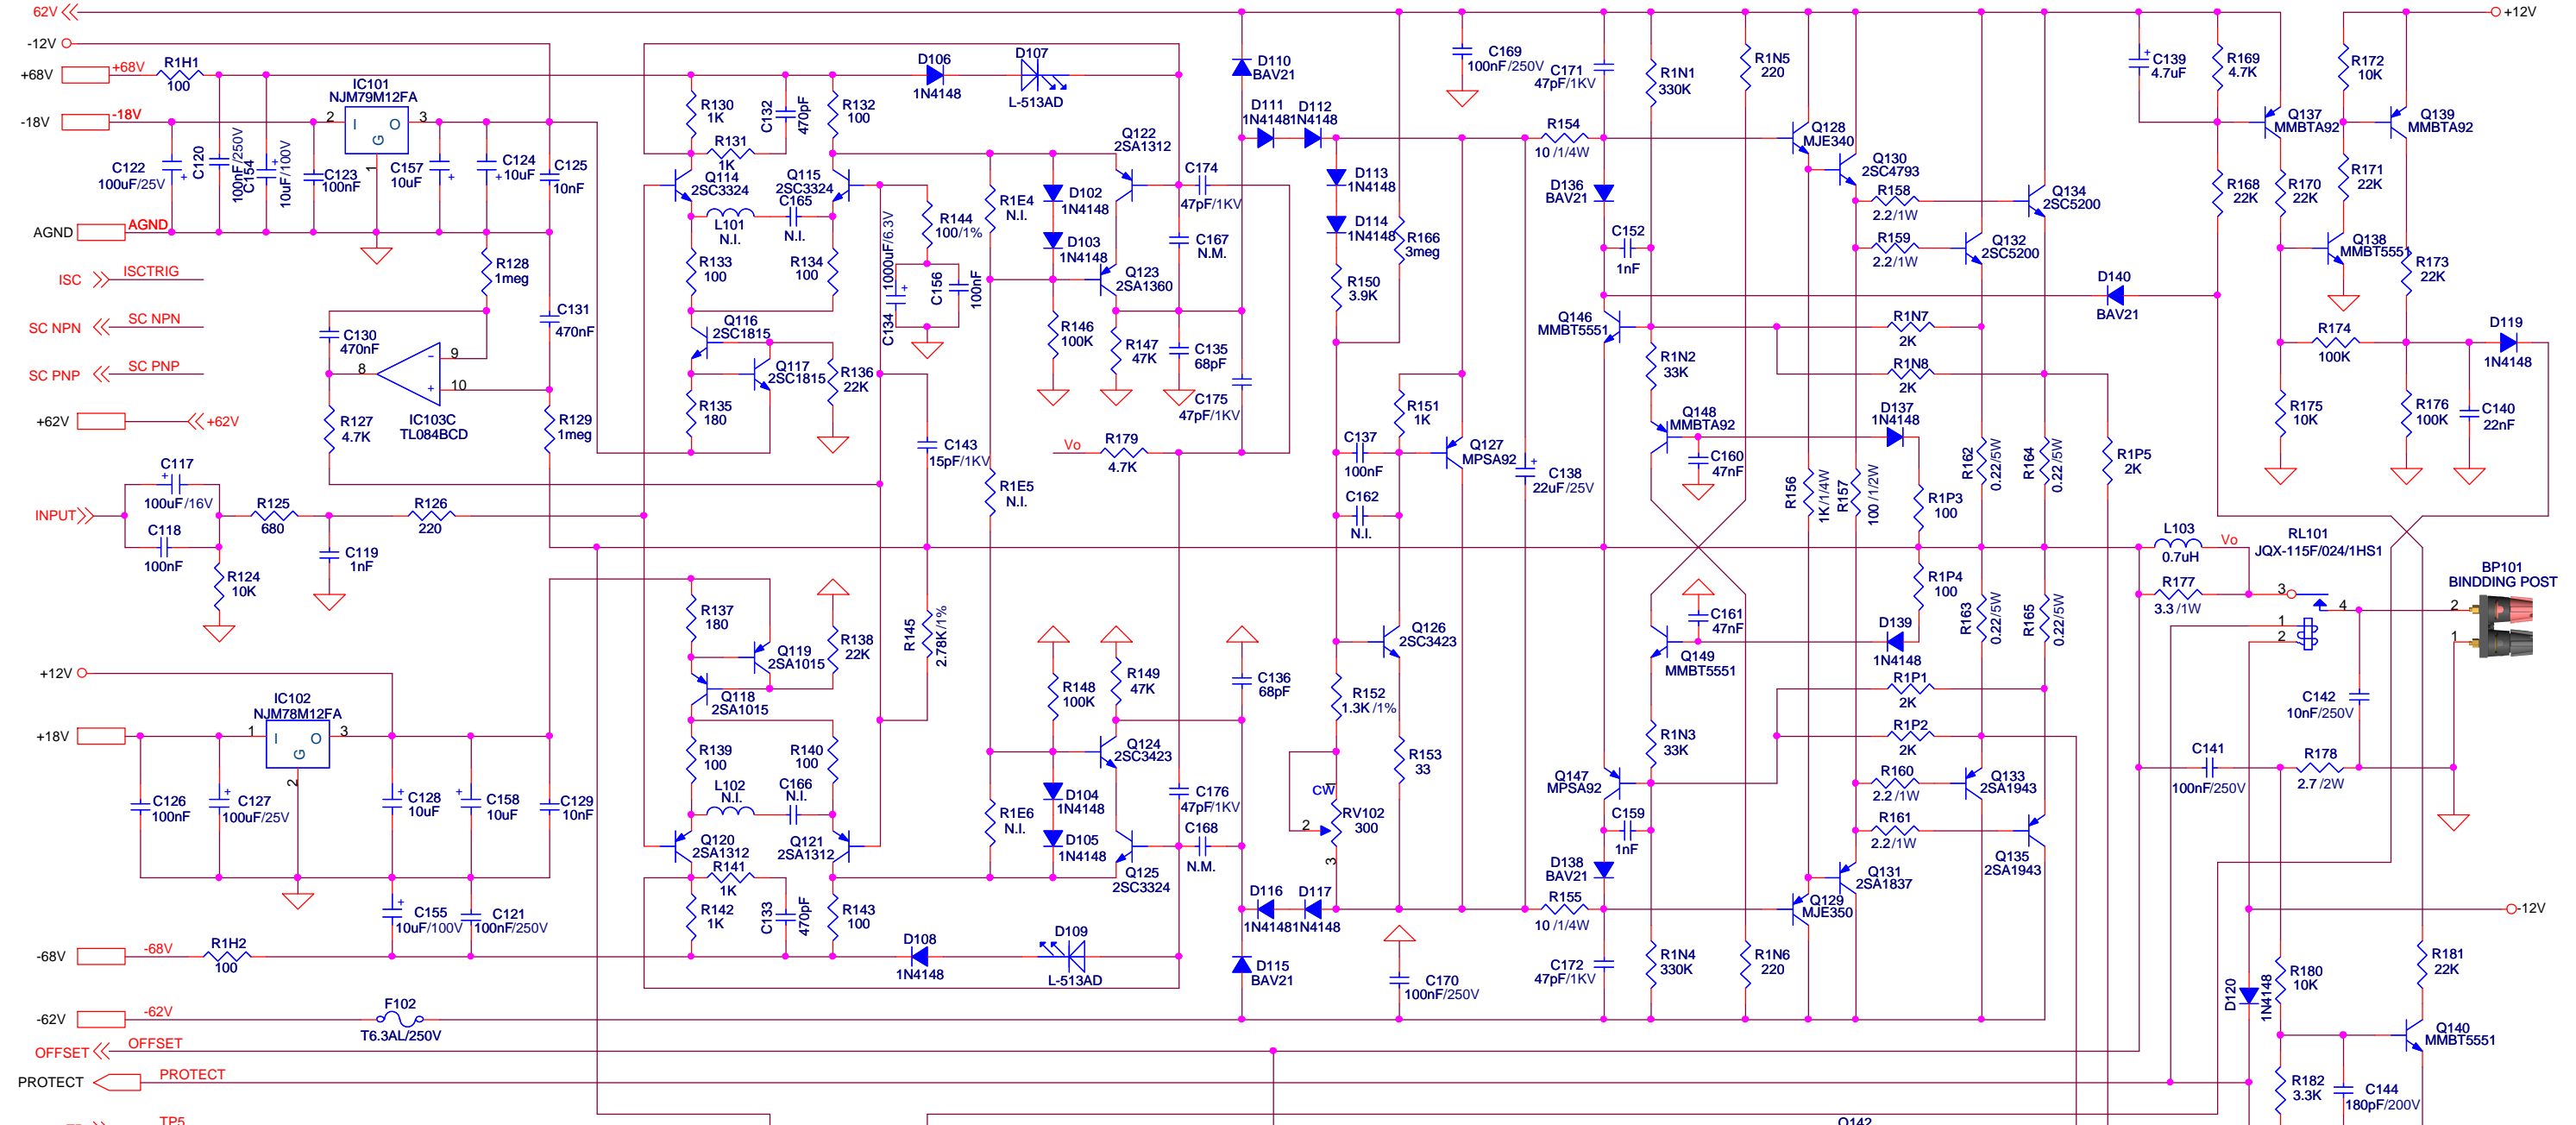 62V
-12V
+68V
+68V
R1H1
100
-18V
-18V
IC101
NJM79M12FA
2
I
O
3
G
1
C122
100uF/25V
C120
100nF/250V
C154
10uF/100V
C123
100nF
C157
10uF
C124
10uF
C125
10nF
AGND
AGND
ISC
ISCTRIG
SC NPN
SC NPN
SC PNP
SC PNP
+62V
+62V
R128
1meg
C131
470nF
C130
470nF
9
8
10
IC103C
TL084BCD
R127
4.7K
R129
1meg
INPUT
C117
100uF/16V
C118
100nF
R125
680
R126
220
C119
1nF
R124
10K
+12V
IC102
NJM78M12FA
+18V
1
I
O
3
G
2
C126
100nF
C127
100uF/25V
C128
10uF
C158
10uF
C129
10nF
C155
10uF/100V
C121
100nF/250V
-68V
-68V
R1H2
100
-62V
-62V
F102
T6.3AL/250V
OFFSET
OFFSET
PROTECT
PROTECT
TP5
R130
1K
C132
470pF
R132
100
R131
1K
Q114
2SC3324
Q115
2SC3324
L101
N.I.
C165
N.I.
R133
100
R134
100
Q116
2SC1815
Q117
2SC1815
R136
22K
R135
180
D106
1N4148
D107
L-513AD
C134
1000uF/6.3V
R144
100/1%
C156
100nF
R1E4
N.I.
D102
1N4148
D103
1N4148
Q122
2SA1312
Q123
2SA1360
R146
100K
R147
47K
C174
47pF/1KV
C167
N.M.
C135
68pF
C175
47pF/1KV
C143
15pF/1KV
Vo
R179
4.7K
R1E5
N.I.
R137
180
Q119
2SA1015
R138
22K
Q118
2SA1015
R145
2.78K/1%
R139
100
R140
100
L102
N.I.
C166
N.I.
Q120
2SA1312
Q121
2SA1312
R141
1K
R142
1K
C133
470pF
R143
100
D108
1N4148
D109
L-513AD
R148
100K
R149
47K
Q124
2SC3423
D104
1N4148
D105
1N4148
R1E6
N.I.
Q125
2SC3324
C136
68pF
C176
47pF/1KV
C168
N.M.
D110
BAV21
D111
1N4148
D112
1N4148
D113
1N4148
D114
1N4148
R150
3.9K
R166
3meg
C169
100nF/250V
R151
1K
C137
100nF
C162
N.I.
Q127
MPSA92
C138
22uF/25V
Q126
2SC3423
R152
1.3K/1%
R153
33
CW
1
RV102
300
2
3
D116
1N4148
D117
1N4148
D115
BAV21
C170
100nF/250V
C171
47pF/1KV
R1N1
330K
R1N5
220
R154
10/1/4W
D136
BAV21
C152
1nF
Q146
MMBT5551
R1N2
33K
Q148
MMBTA92
C160
47nF
C161
47nF
Q149
MMBT5551
R1N3
33K
Q147
MPSA92
C159
1nF
D138
BAV21
R155
10/1/4W
C172
47pF/1KV
R1N4
330K
R1N6
220
Q128
MJE340
Q130
2SC4793
R158
2.2/1W
R159
2.2/1W
Q134
2SC5200
Q132
2SC5200
R1N7
2K
R1N8
2K
D137
1N4148
R156
1K/1/4W
R157
100/1/2W
R1P3
100
R162
0.22/5W
R164
0.22/5W
R1P5
2K
R1P4
100
R163
0.22/5W
R165
0.22/5W
D139
1N4148
R1P1
2K
R1P2
2K
R160
2.2/1W
R161
2.2/1W
Q133
2SA1943
Q135
2SA1943
Q131
2SA1837
Q129
MJE350
Q142
+12V
C139
4.7uF
R169
4.7K
R168
22K
R170
22K
Q137
MMBTA92
R172
10K
Q139
MMBTA92
R171
22K
Q138
MMBT5551
R173
22K
D140
BAV21
R174
100K
D119
1N4148
R175
10K
R176
100K
C140
22nF
L103
0.7uH
Vo
RL101
JQX-115F/024/1HS1
R177
3.3/1W
3
4
1
2
BP101
BINDDING POST
2
1
C142
10nF/250V
C141
100nF/250V
R178
2.7/2W
-12V
D120
1N4148
R180
10K
R181
22K
Q140
MMBT5551
R182
3.3K
C144
180pF/200V